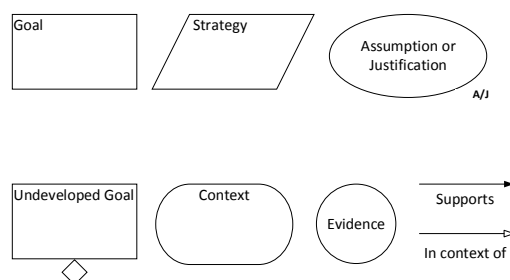 Goal
Strategy
Assumption or
Justification
A/J
Undeveloped Goal
Context
Evidence
Supports
In context of